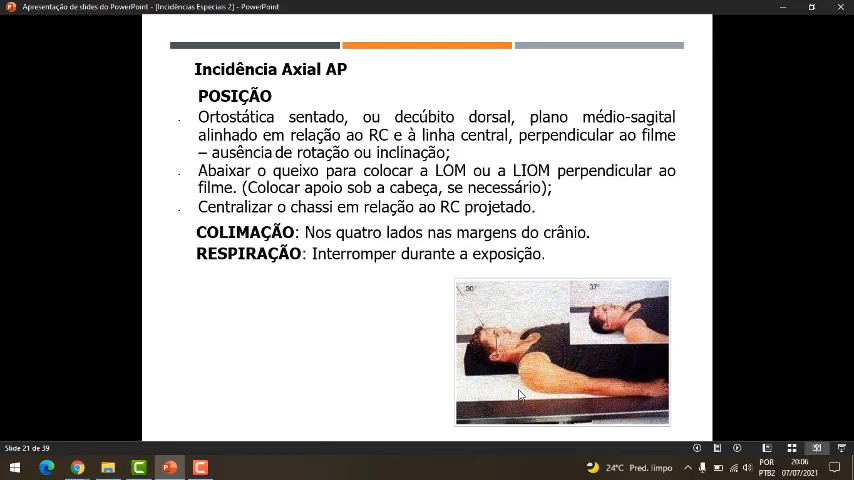 Apresentação de slides do PowerPoint - [Incidências Especiais 2] - PowerPoint
Incidência Axial AP
POSIÇÃO
Ortostática sentado, ou decúbito dorsal, plano médio-sagital
alinhado em relação ao RC e à linha central, perpendicular ao filme
– ausência de rotação ou inclinação;
Abaixar o queixo para colocar a LOM ou a LIOM perpendicular ao
filme. (Colocar apoio sob a cabeça, se necessário);
Centralizar o chassi em relação ao RC projetado.
COLIMAÇÃO: Nos quatro lados nas margens do crânio.
RESPIRAÇÃO: Interromper durante a exposição.
30°
37°
Slide 21 de 39
24°C Pred. limpo
POR
PTB2
20:06
07/07/2021